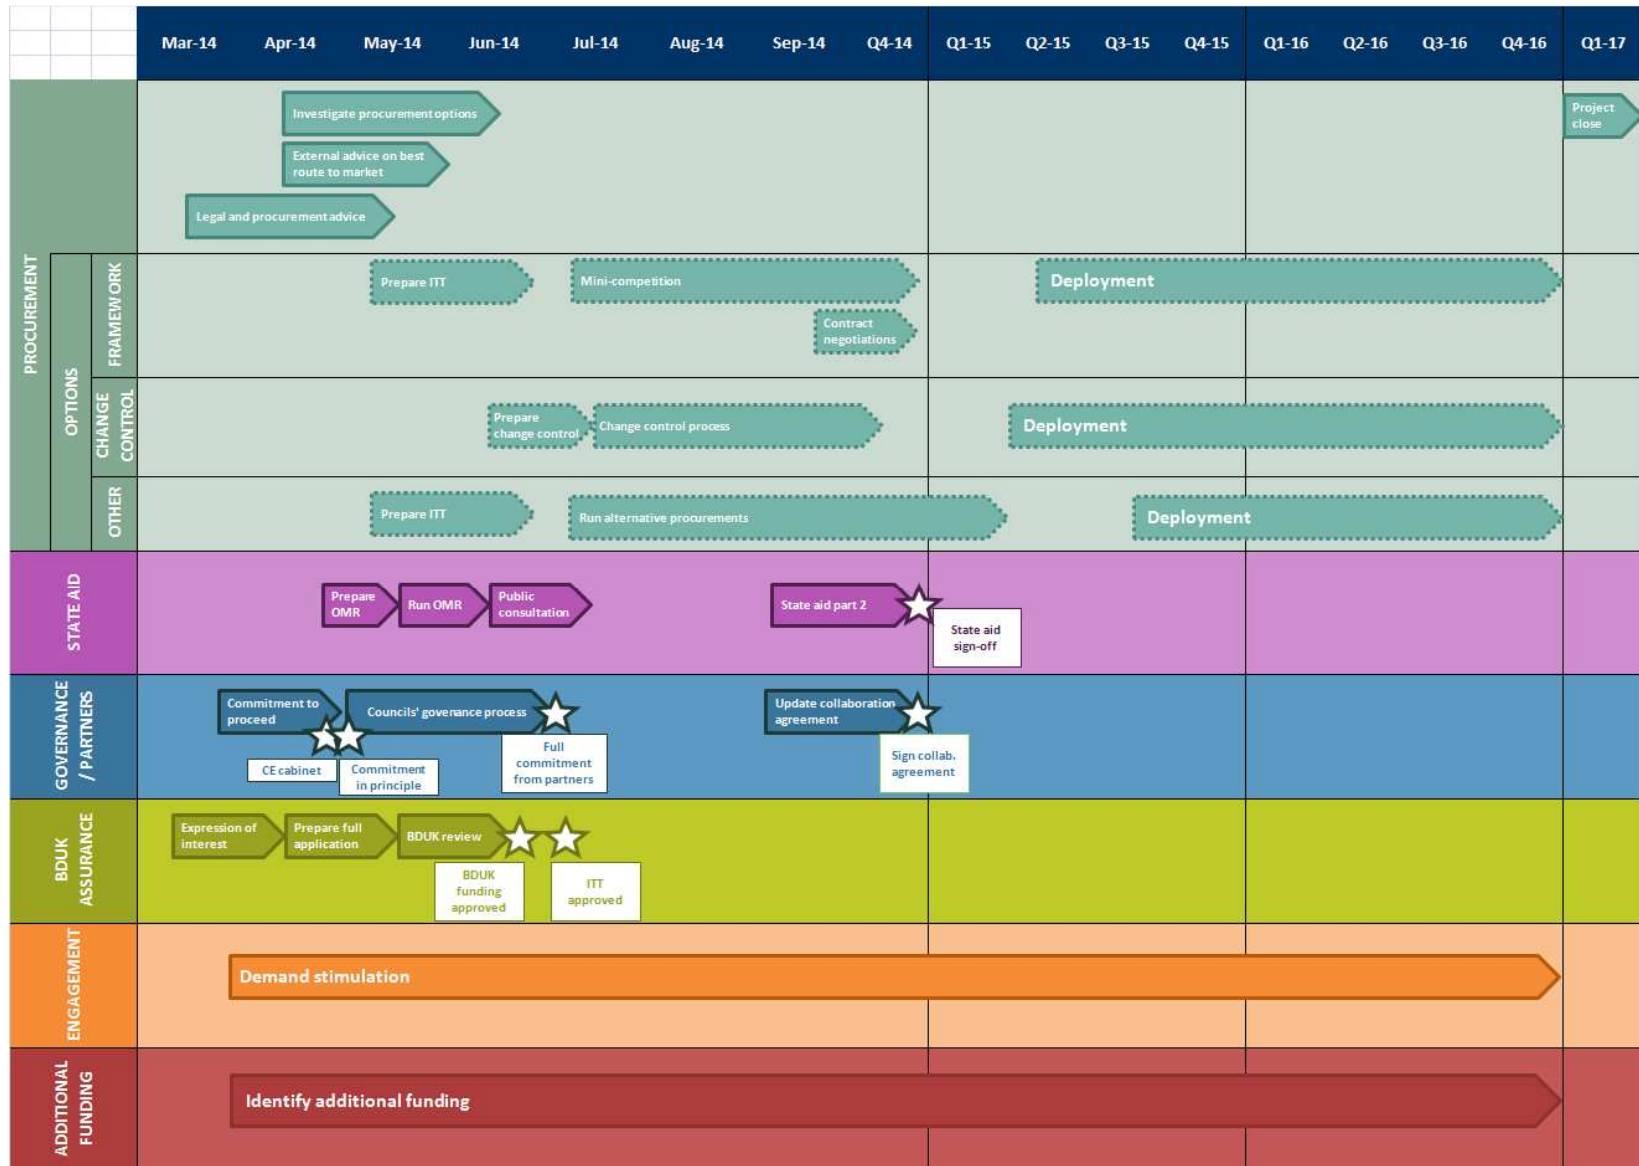 Mar-14 Apr-14 May-14 Jun-14 Jul-14 Aug-14 Sep-14 Q4-14 Q1-15 Q2-15 Q3-15 Q4-15 Q1-16 Q2-16 Q3-16 Q4-16 Q1-17
PROCUREMENT
Investigate procurement options
Project
close
External advice on best
route to market
Legal and procurement advice
OPTIONS
FRAMEWORK
Prepare ITT
Mini-competition
Deployment
Contract
negotiations
CHANGE
CONTROL
Prepare
change control
Change control process
Deployment
OTHER
Prepare ITT
Run alternative procurements
Deployment
STATE AID
Prepare
OMR
Run OMR
Public
consultation
State aid part 2
State aid
sign-off
GOVERNANCE
/ PARTNERS
Commitment to
proceed
Councils' govenance process
Update collaboration
agreement
CE cabinet
Commitment
in principle
Full
commitment
from partners
Sign collab.
agreement
BDUK
ASSURANCE
Expression of
interest
Prepare full
application
BDUK review
BDUK
funding
approved
ITT
approved
ENGAGEMENT
Demand stimulation
ADDITIONAL
FUNDING
Identify additional funding